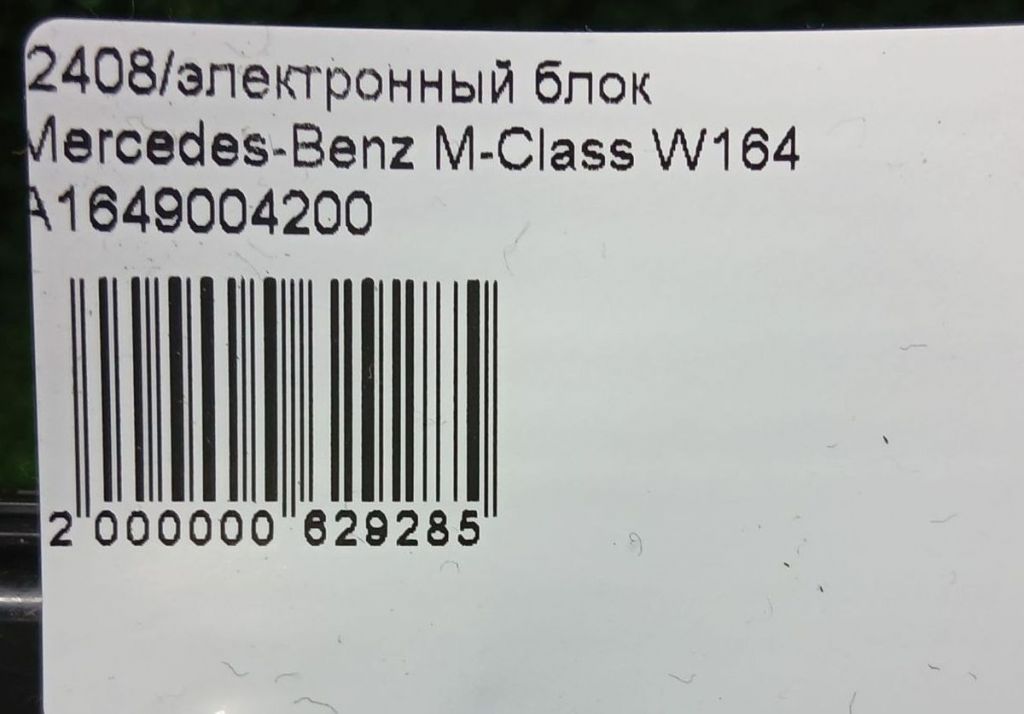 2408/электронный блок
Mercedes-Benz M-Class W164
A1649004200
2 000000 629285